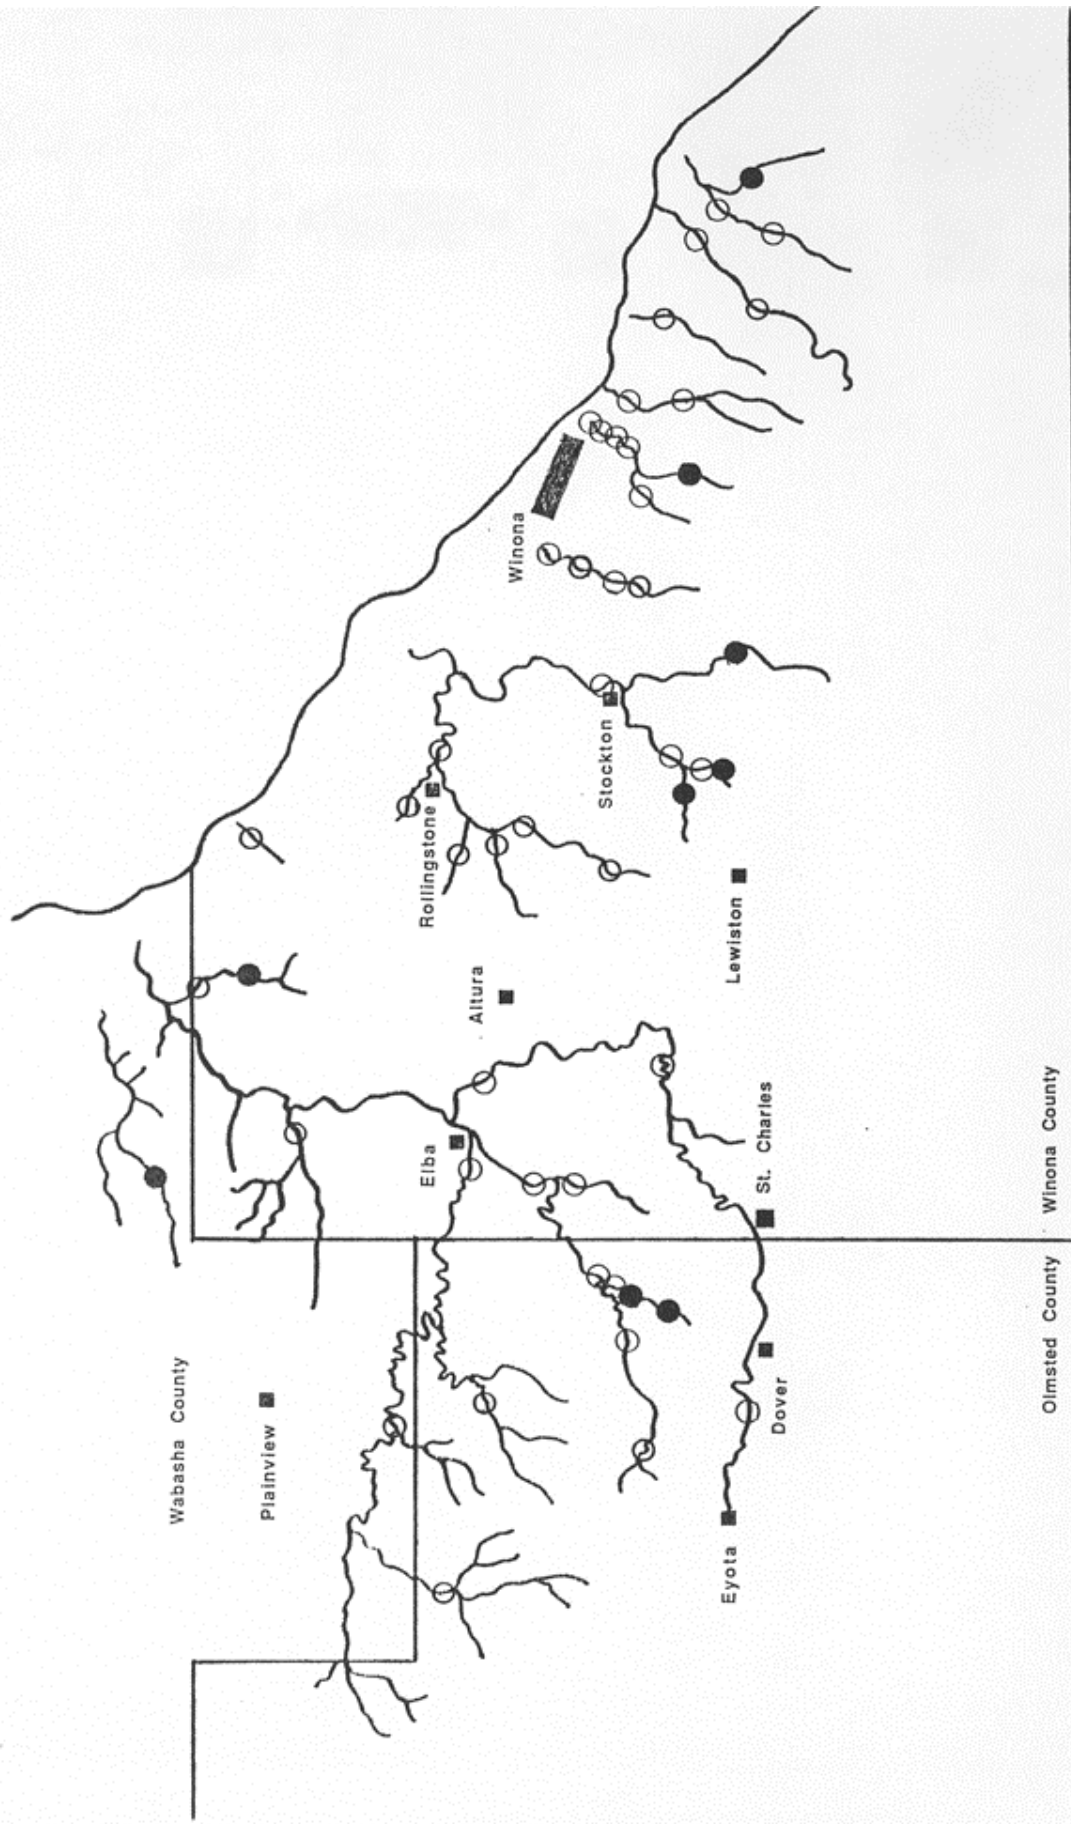 Wabasha County
Plainview
Elba
Altura
Rollingstone
Winona
Stockton
Lewiston
St. Charles
Dover
Eyota
Olmsted County
Winona County